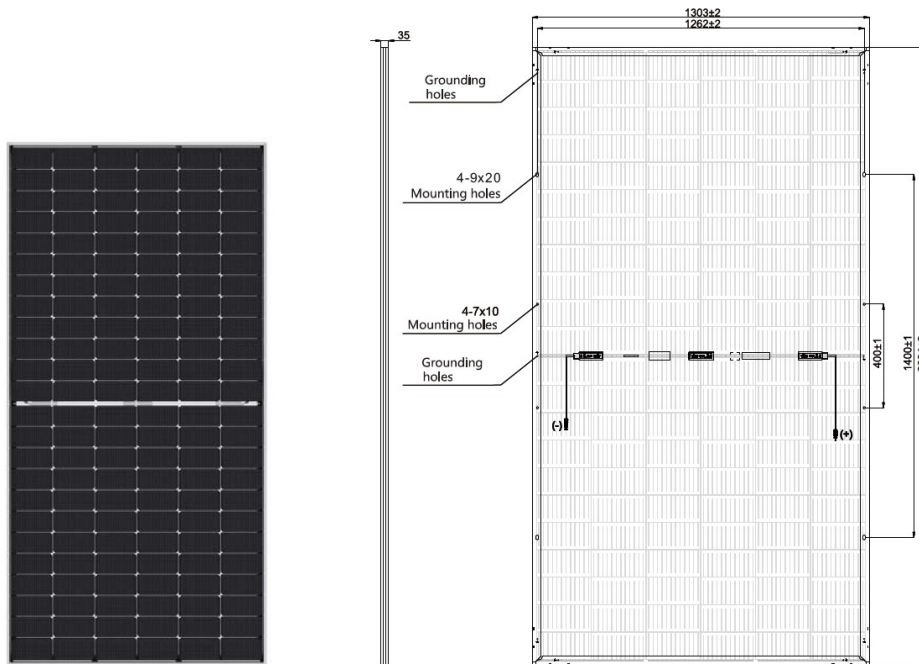 1303±2
1262±2
35
Grounding
holes
4-9x20
Mounting holes
4-7x10
Mounting holes
Grounding
holes
400±1
1400±1
(-)
(+)